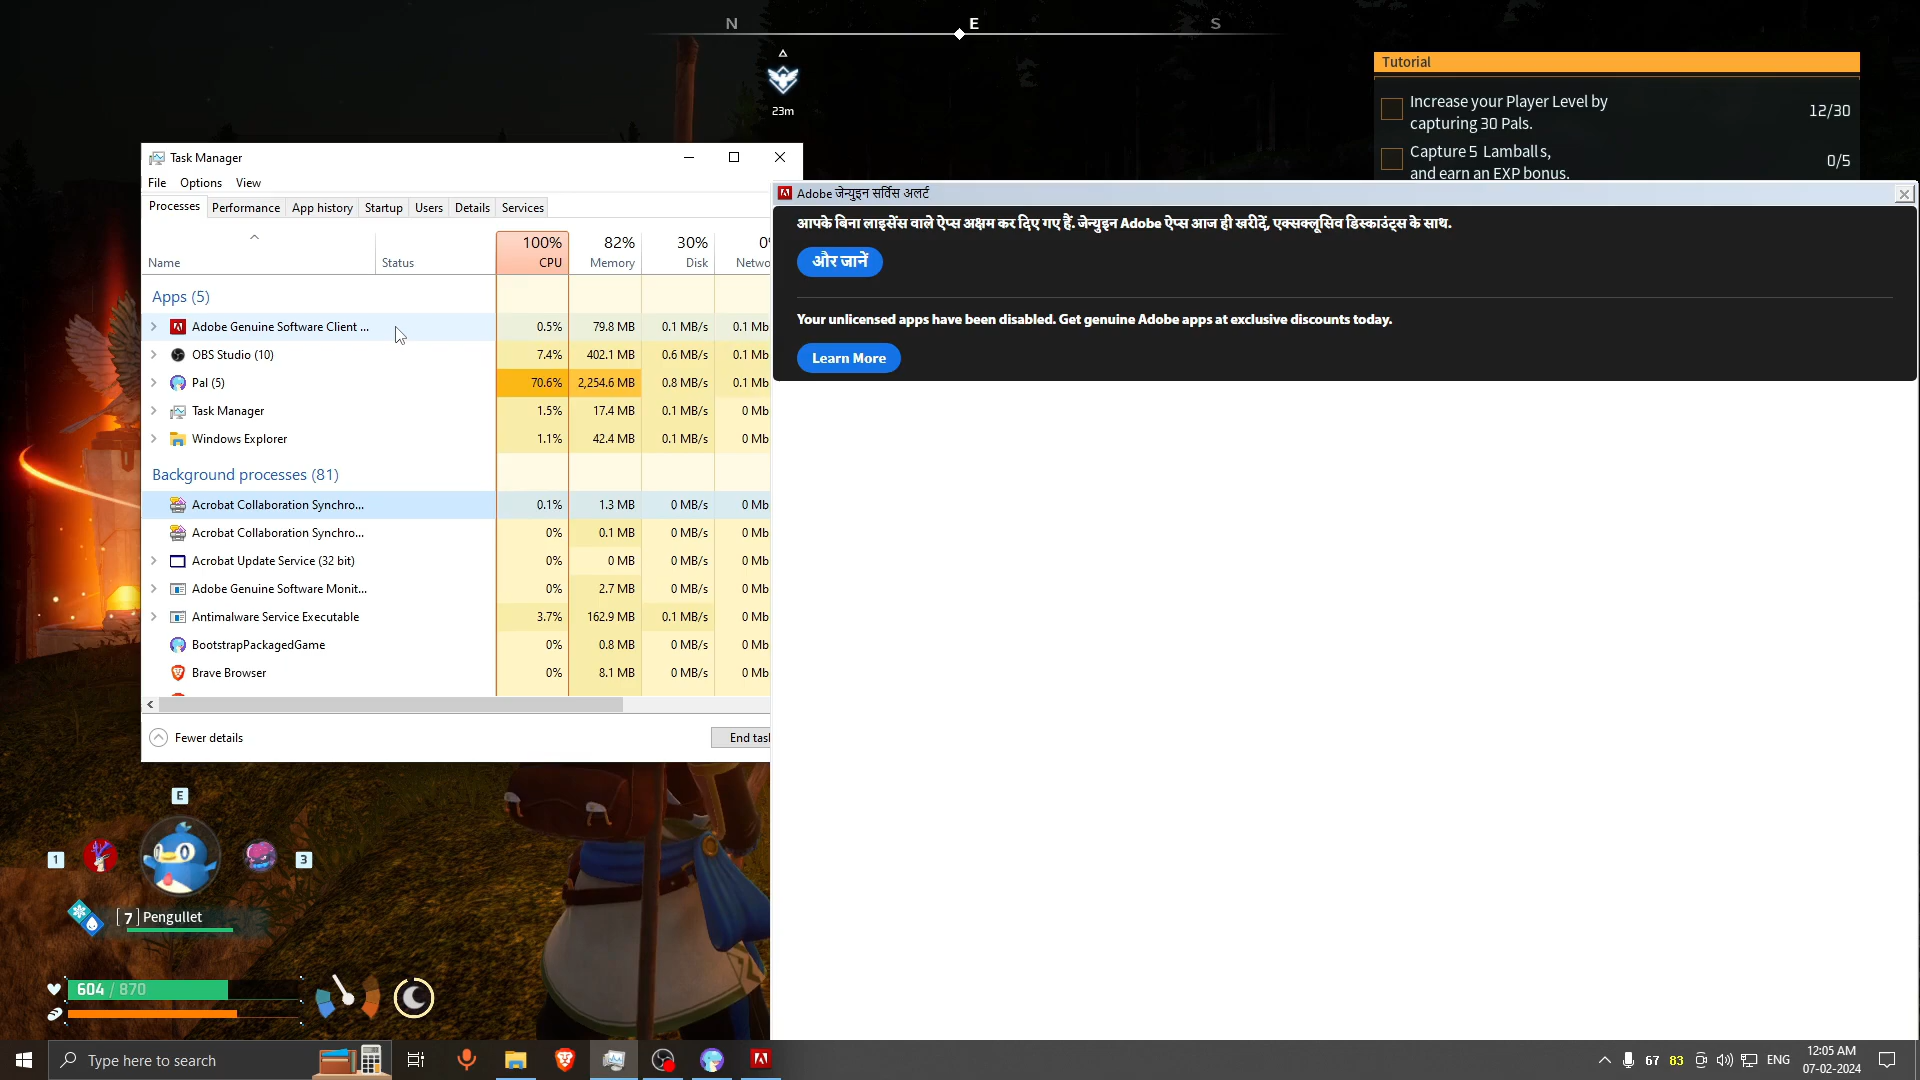 N
E
S
23m
Tutorial
Increase your Player Level by
capturing 30 Pals.
12/30
Capture 5 Lamballs,
and earn an EXP bonus.
0/5
Task Manager
File Options View
Processes Performance App history Startup Users Details Services
100% 82% 30%
Name Status CPU Memory Disk
Apps (5)
Adobe Genuine Software Client ... 0.5% 79.8 MB 0.1 MB/s 0.1 Mb
OBS Studio (10) 7.4% 402.1 MB 0.6 MB/s 0.1 Mb
Pal (5) 70.6% 2,254.6 MB 0.8 MB/s 0.1 Mb
Task Manager 1.5% 17.4 MB 0.1 MB/s 0 Mb
Windows Explorer 1.1% 42.4 MB 0.1 MB/s 0 Mb
Background processes (81)
Acrobat Collaboration Synchro... 0.1% 1.3 MB 0 MB/s 0 Mb
Acrobat Collaboration Synchro... 0% 0.1 MB 0 MB/s 0 Mb
Acrobat Update Service (32 bit) 0% 0 MB 0 MB/s 0 Mb
Adobe Genuine Software Monit... 0% 2.7 MB 0 MB/s 0 Mb
Antimalware Service Executable 3.7% 162.9 MB 0.1 MB/s 0 Mb
BootstrapPackagedGame 0% 0.8 MB 0 MB/s 0 Mb
Brave Browser 0% 8.1 MB 0 MB/s 0 Mb
Fewer details
End tas
Adobe जेन्युइन सर्विस अलर्ट
आपके बिना लाइसेंस वाले ऐप्स अक्षम कर दिए गए हैं. जेन्युइन Adobe ऐप्स आज ही खरीदें, एक्सक्लूसिव डिस्काउंट्स के साथ.
और जानें
Your unlicensed apps have been disabled. Get genuine Adobe apps at exclusive discounts today.
Learn More
E
1
3
[ 7 ] Pengullet
604 / 870
Type here to search
67 83 ENG
12:05 AM
07-02-2024